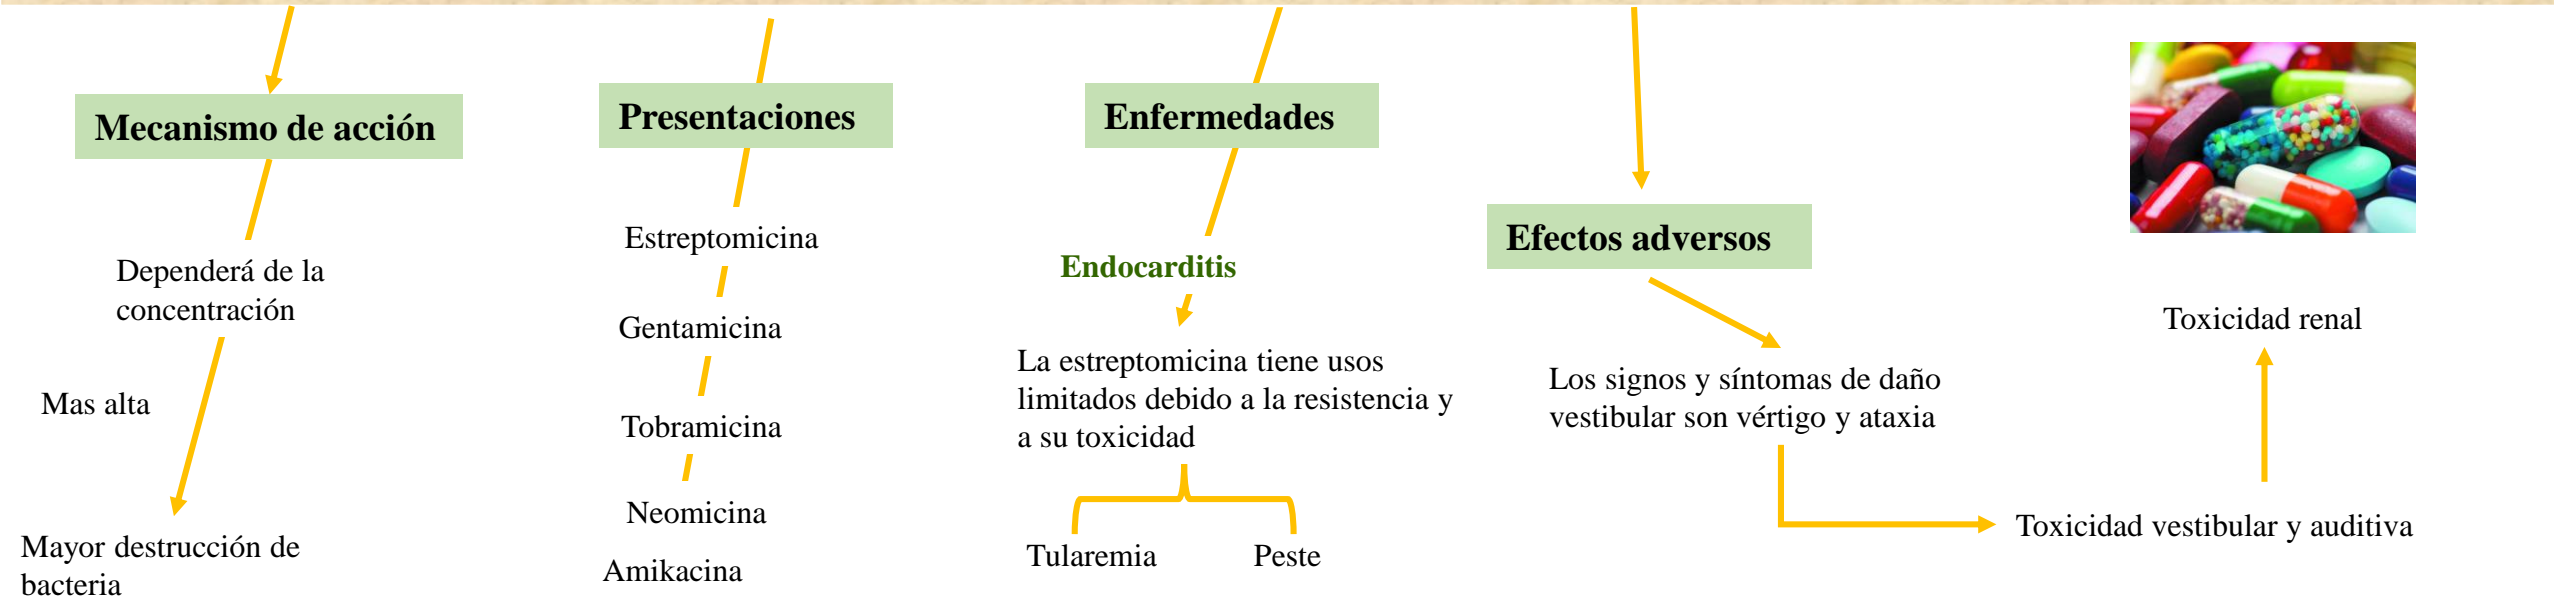 Mecanismo de acción
Dependerá de la
concentración
Mas alta
Mayor destrucción de
bacteria
Presentaciones
Estreptomicina
Gentamicina
Tobramicina
Neomicina
Amikacina
Enfermedades
Endocarditis
La estreptomicina tiene usos
limitados debido a la resistencia y
a su toxicidad
Tularemia
Peste
Efectos adversos
Los signos y síntomas de daño
vestibular son vértigo y ataxia
Toxicidad vestibular y auditiva
Toxicidad renal